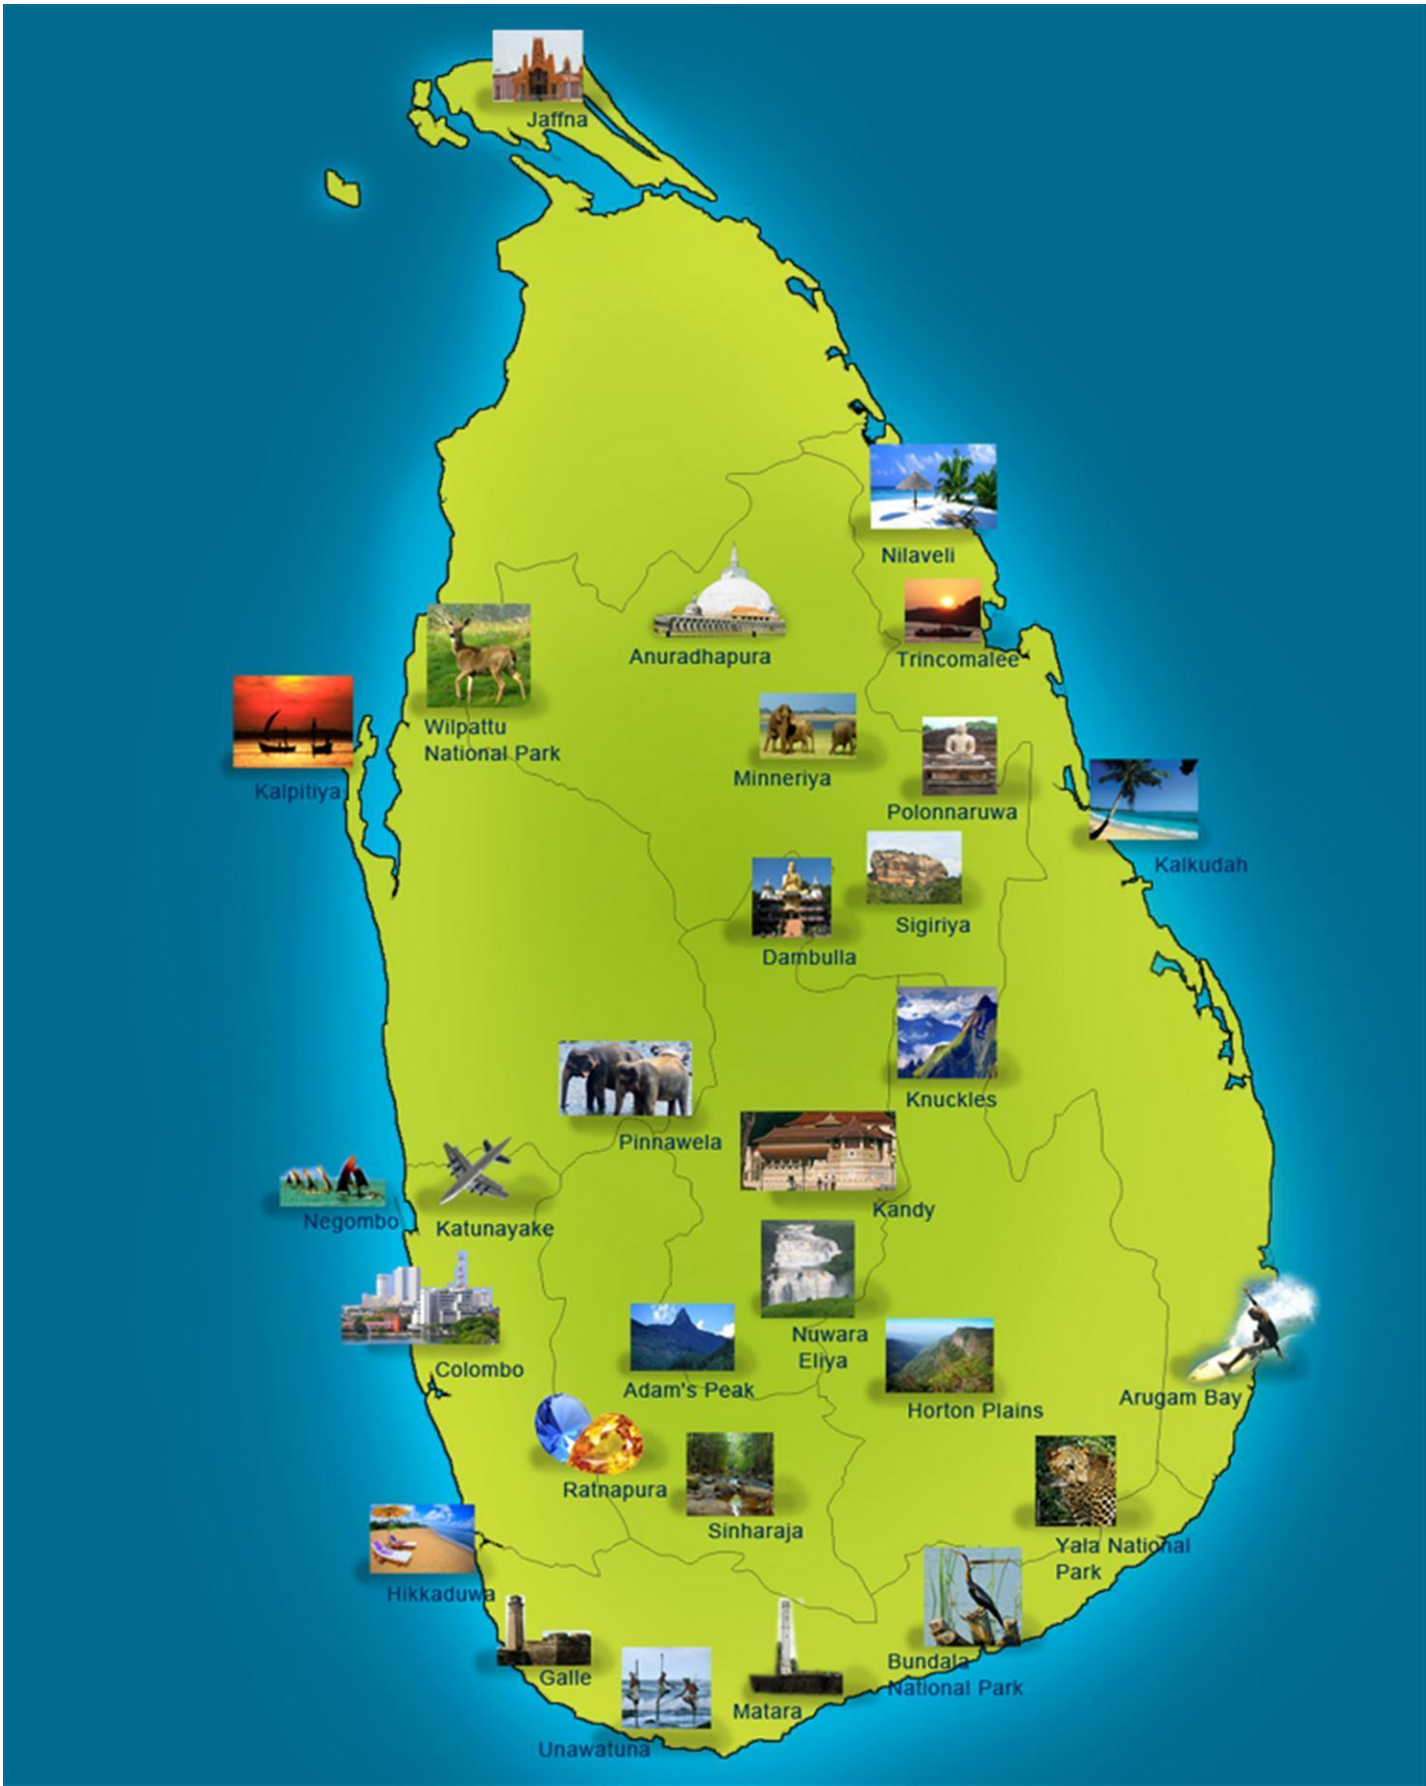 Jaffna
Nilaveli
Anuradhapura
Trincomalee
Wilpattu
National Park
Minneriya
Kalpitiya
Polonnaruwa
Kalkudah
Sigiriya
Dambulla
Knuckles
Pinnawela
Kandy
Negombo
Katunayake
Nuwara
Eliya
Colombo
Adam's Peak
Arugam Bay
Horton Plains
Ratnapura
Sinharaja
Yala National
Park
Hikkaduwa
Bundala
National Park
Galle
Matara
Unawatuna